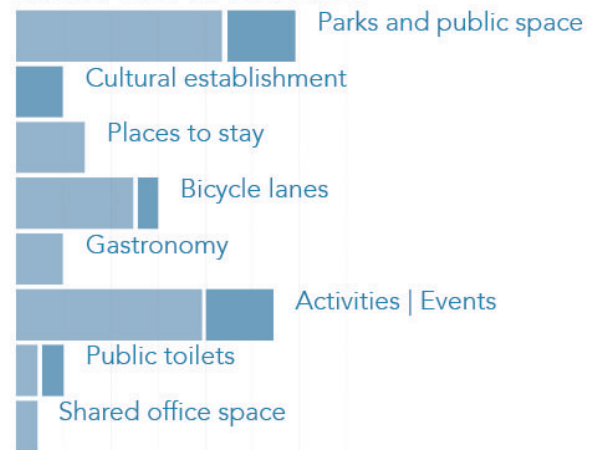 Parks and public space
Cultural establishment
Places to stay
Bicycle lanes
Gastronomy
Activities | Events
Public toilets
Shared office space